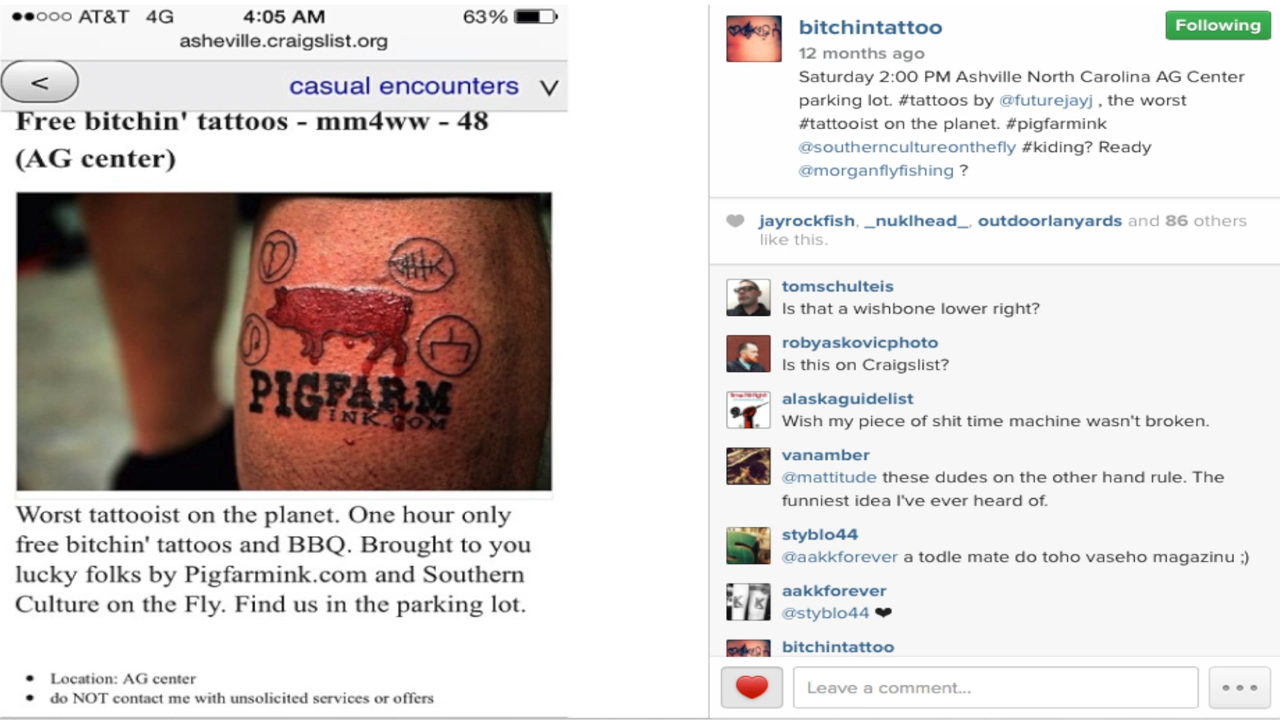 AT&T 4G 4:05 AM 63%
asheville.craigslist.org
< casual encounters
Free bitchin' tattoos - mm4ww - 48
(AG center)
PIGFARM
INK.COM
Worst tattooist on the planet. One hour only
free bitchin' tattoos and BBQ. Brought to you
lucky folks by Pigfarmink.com and Southern
Culture on the Fly. Find us in the parking lot.
• Location: AG center
• do NOT contact me with unsolicited services or offers
bitchintattoo
Following
12 months ago
Saturday 2:00 PM Ashville North Carolina AG Center
parking lot. #tattoos by @futurejayj , the worst
#tattooist on the planet. #pigfarmink
@southerncultureonthefly #kiding? Ready
@morganflyfishing ?
jayrockfish, _nuklhead_, outdoorlanyards and 86 others
like this.
tomschulteis
Is that a wishbone lower right?
robyaskovicphoto
Is this on Craigslist?
alaskaguidelist
Wish my piece of shit time machine wasn't broken.
vanamber
@mattitude these dudes on the other hand rule. The
funniest idea I've ever heard of.
styblo44
@aakkforever a todle mate do toho vaseho magazinu ;)
aakkforever
@styblo44 ❤
bitchintattoo
Leave a comment...